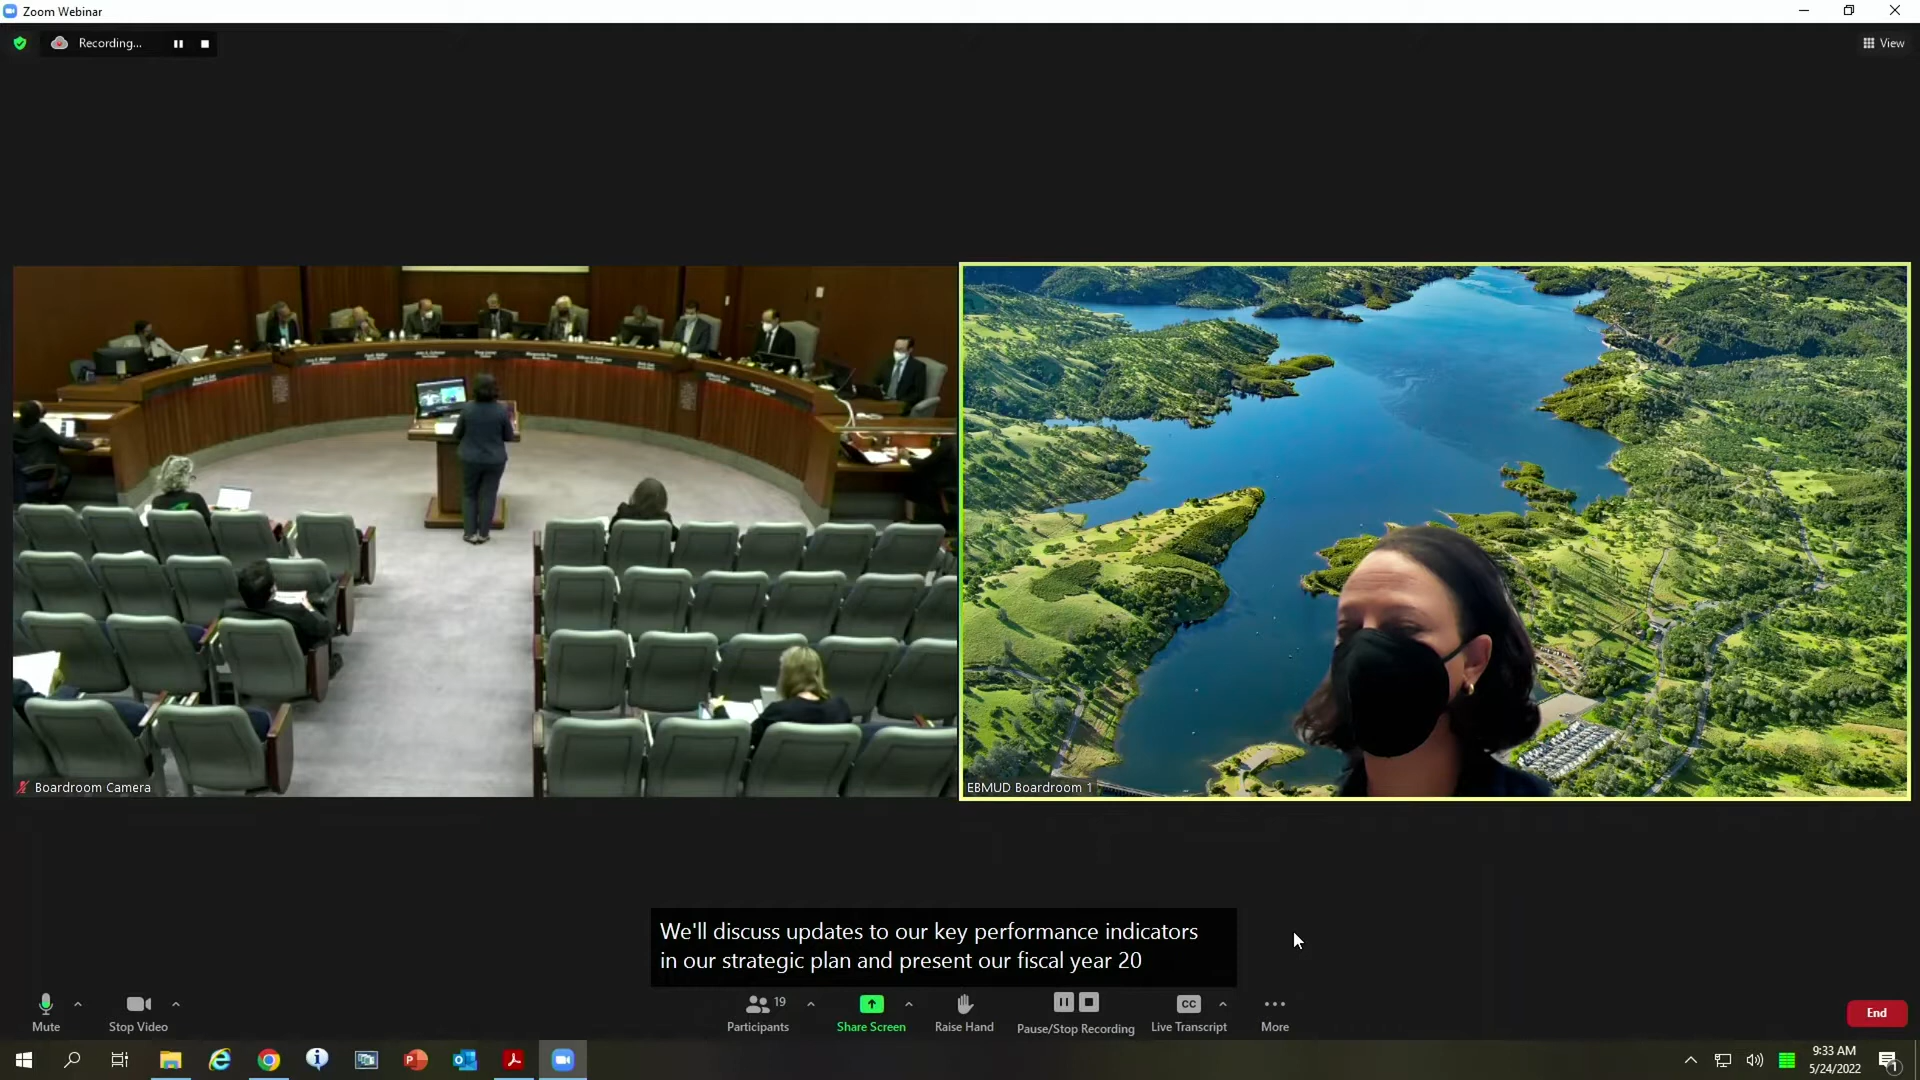 Zoom Webinar
Recording...
View
Boardroom Camera
EBMUD Boardroom 1
We'll discuss updates to our key performance indicators
in our strategic plan and present our fiscal year 20
Mute
Stop Video
19
Participants
Share Screen
Raise Hand
Pause/Stop Recording
CC
Live Transcript
More
End
9:33 AM
5/24/2022
1